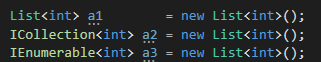 List<int> a1 = new List<int>();
ICollection<int> a2 = new List<int>();
IEnumerable<int> a3 = new List<int>();